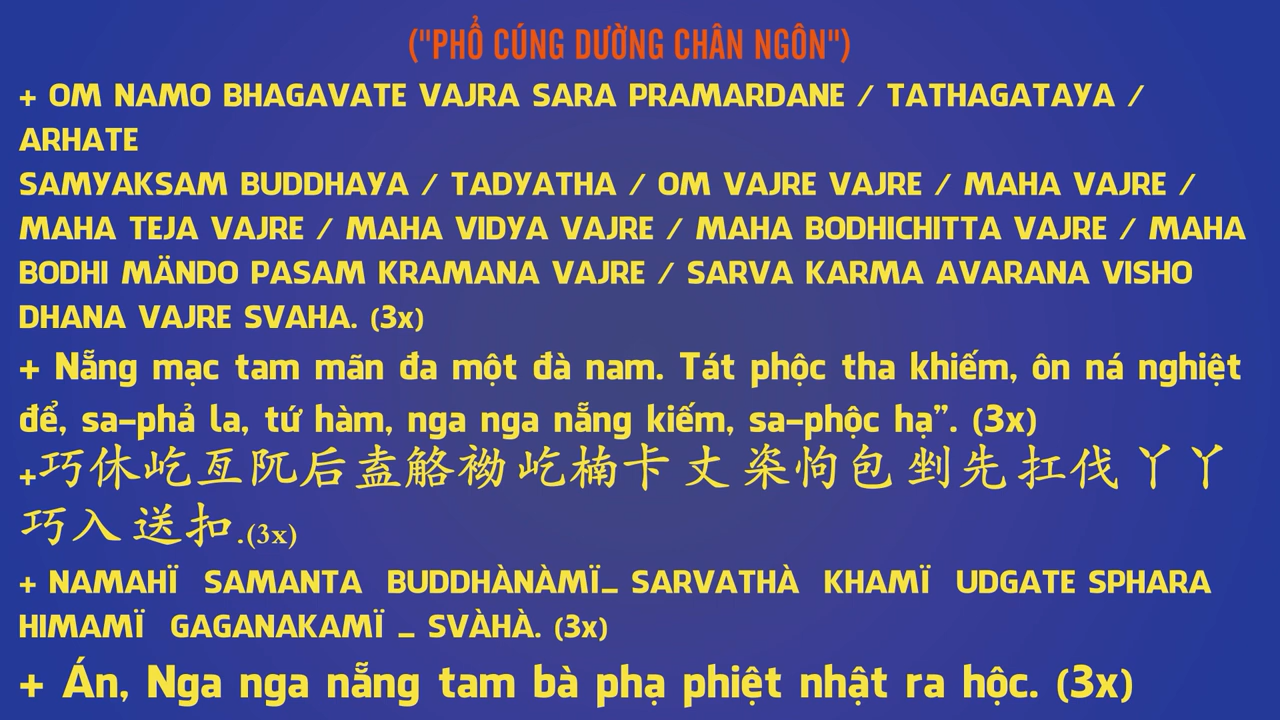 ("PHỔ CÚNG DƯỜNG CHÂN NGÔN")
+ OM NAMO BHAGAVATE VAJRA SARA PRAMARDANE / TATHAGATAYA /
ARHATE
SAMYAKSAM BUDDHAYA / TADYATHA / OM VAJRE VAJRE / MAHA VAJRE /
MAHA TEJA VAJRE / MAHA VIDYA VAJRE / MAHA BODHICHITTA VAJRE / MAHA
BODHI MÄNDO PASAM KRAMANA VAJRE / SARVA KARMA AVARANA VISHO
DHANA VAJRE SVAHA. (3x)
+ Nẵng mạc tam mãn đa một đà nam. Tát phộc tha khiếm, ôn ná nghiệt
để, sa-phả la, tứ hàm, nga nga nẵng kiếm, sa-phộc hạ”. (3x)
+巧休屹亙阢后盍觡袎屹楠卡丈栥怐包剉先扛伐丫丫
巧入送扣.(3x)
+ NAMAHÏ SAMANTA BUDDHÀNÀMÏ_ SARVATHÀ KHAMÏ UDGATE SPHARA
HIMAMÏ GAGANAKAMÏ _ SVÀHÀ. (3x)
+ Án, Nga nga nẵng tam bà phạ phiệt nhật ra hộc. (3x)